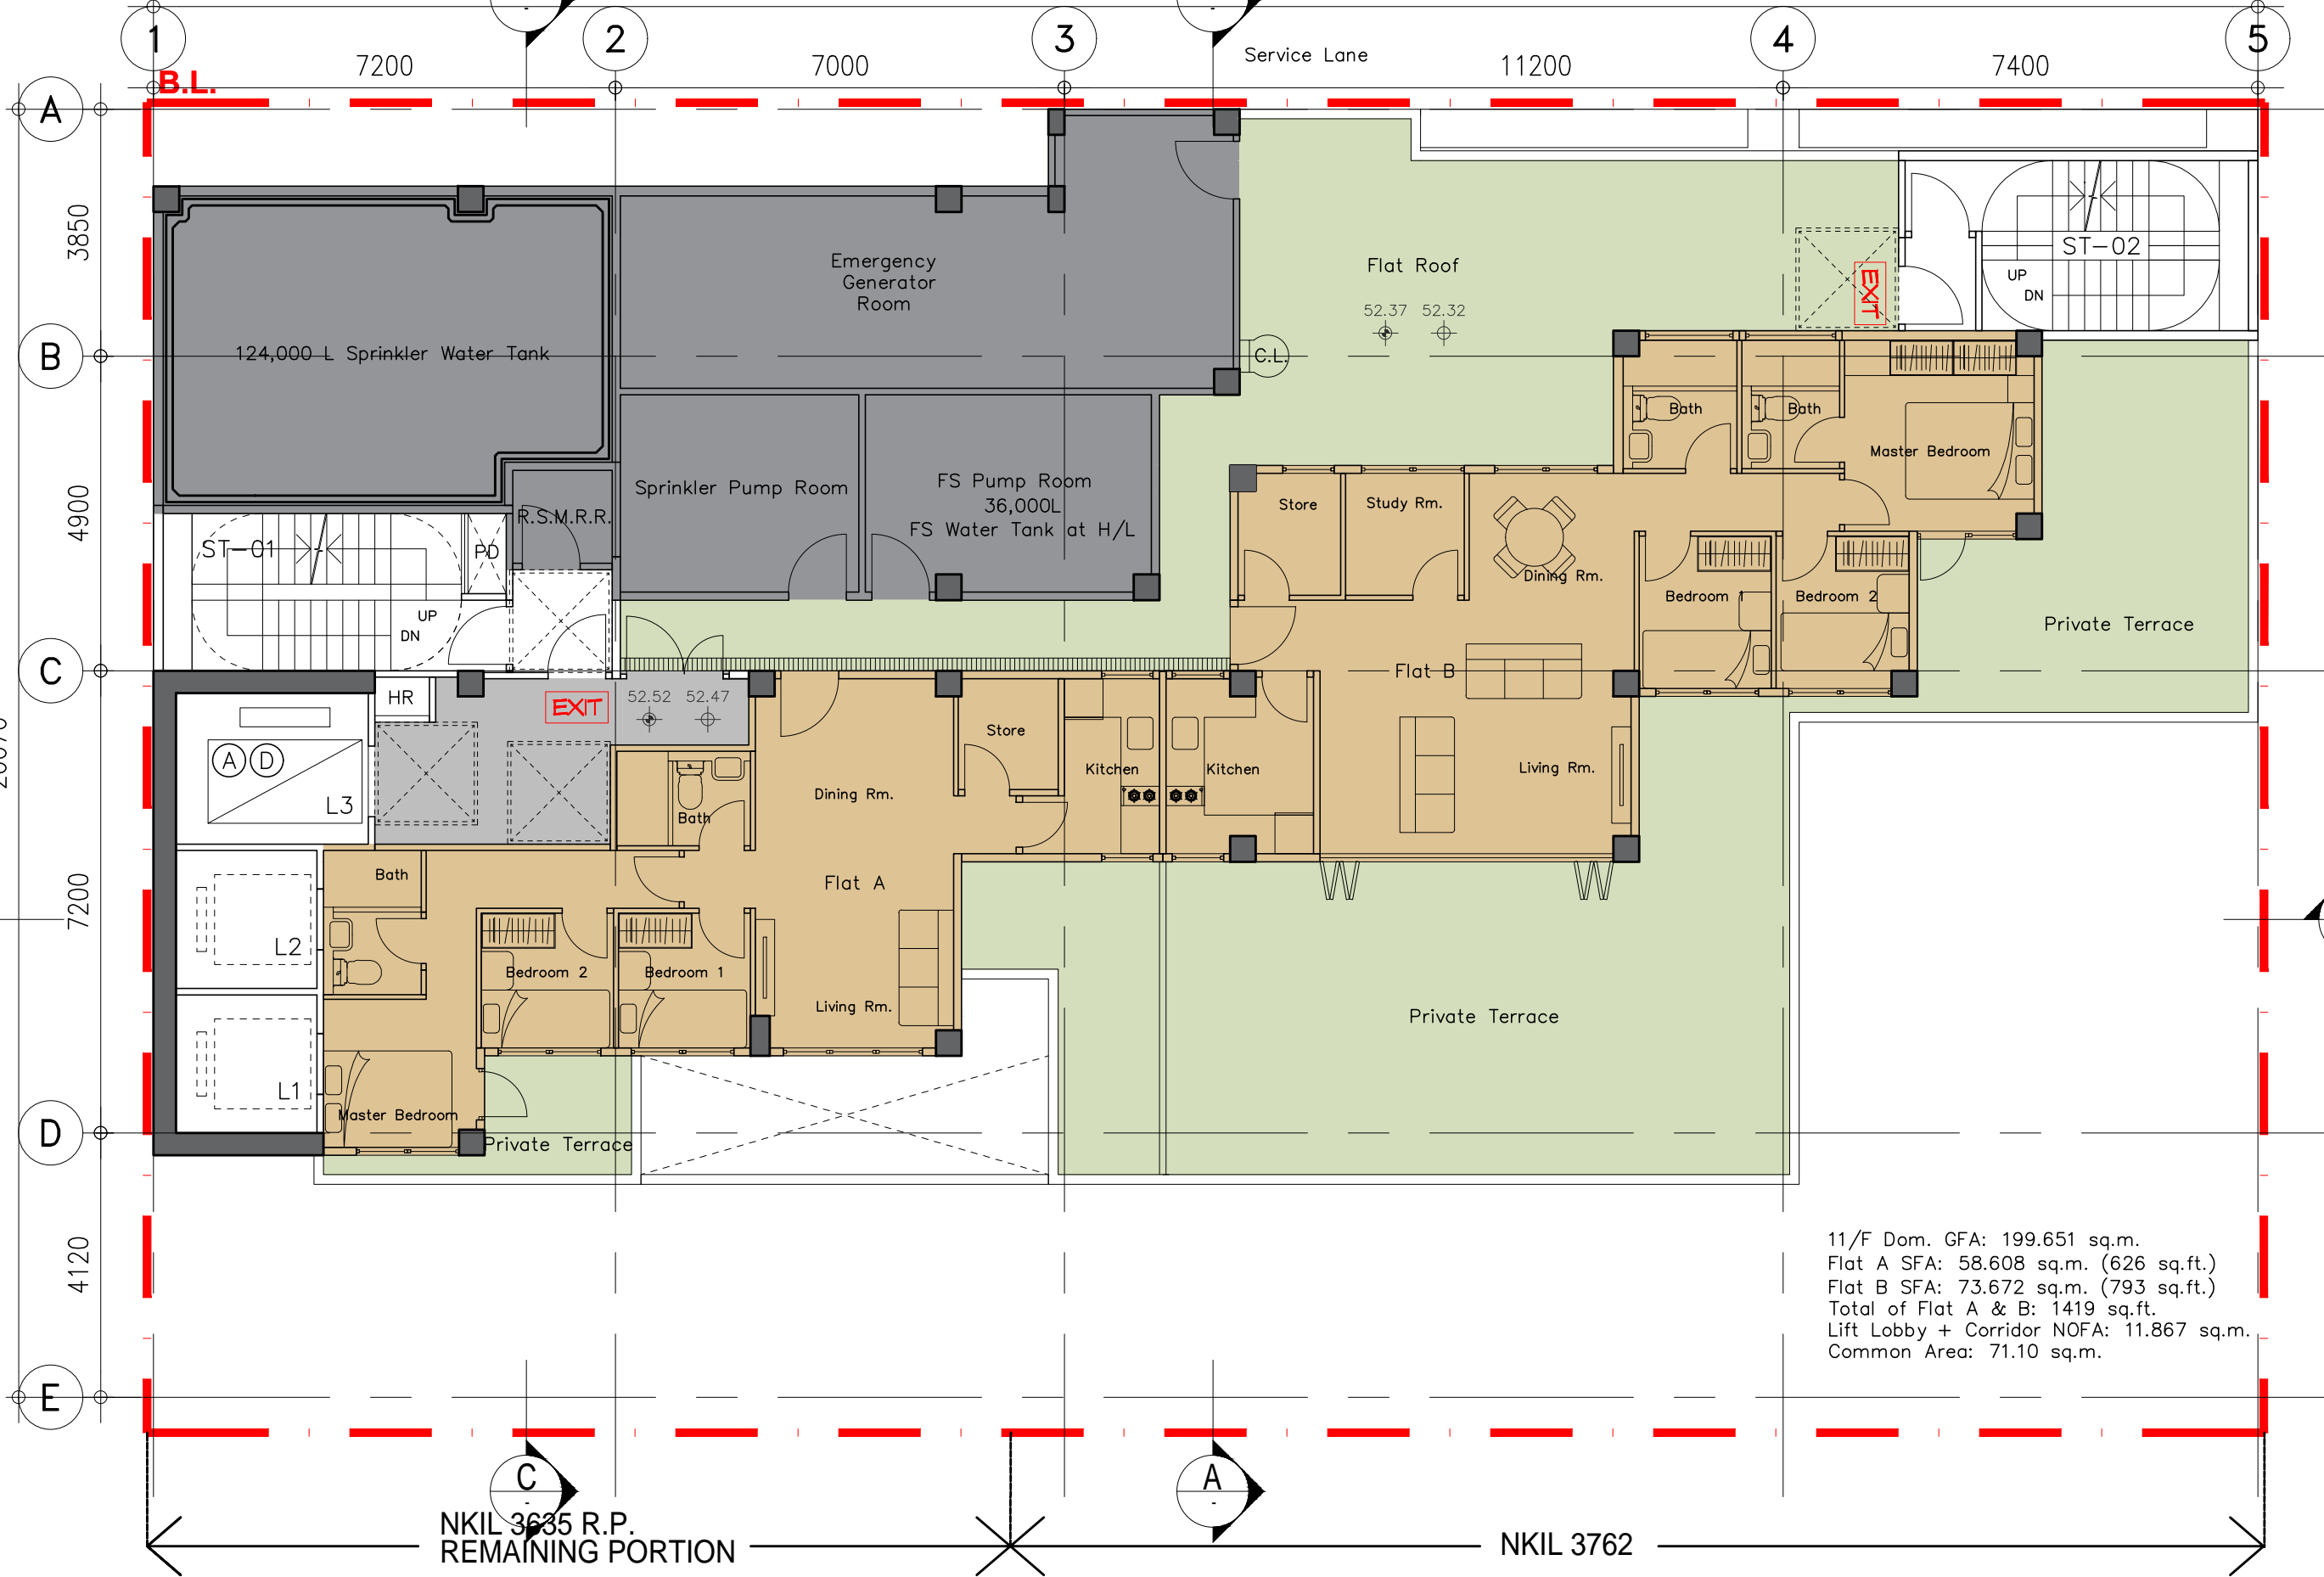 1
2
3
4
5
7200
7000
Service Lane
11200
7400
B.L.
A
3850
ST-02
UP
DN
EXIT
Emergency
Generator
Room
Flat Roof
52.37 52.32
B
124,000 L Sprinkler Water Tank
C.L.
Bath
Bath
Master Bedroom
4900
R.S.M.R.R.
Sprinkler Pump Room
FS Pump Room
36,000L
FS Water Tank at H/L
Store
Study Rm.
ST-01
PD
Dining Rm.
UP
DN
Bedroom 1
Bedroom 2
Private Terrace
C
HR
EXIT
52.52 52.47
Flat B
Store
A D
L3
Dining Rm.
Kitchen
Kitchen
Living Rm.
Bath
7200
Bath
Flat A
L2
Bedroom 2
Bedroom 1
Living Rm.
Private Terrace
L1
Master Bedroom
D
Private Terrace
4120
11/F Dom. GFA: 199.651 sq.m.
Flat A SFA: 58.608 sq.m. (626 sq.ft.)
Flat B SFA: 73.672 sq.m. (793 sq.ft.)
Total of Flat A & B: 1419 sq.ft.
Lift Lobby + Corridor NOFA: 11.867 sq.m.
Common Area: 71.10 sq.m.
E
C
-
A
-
NKIL 3635 R.P.
REMAINING PORTION
NKIL 3762